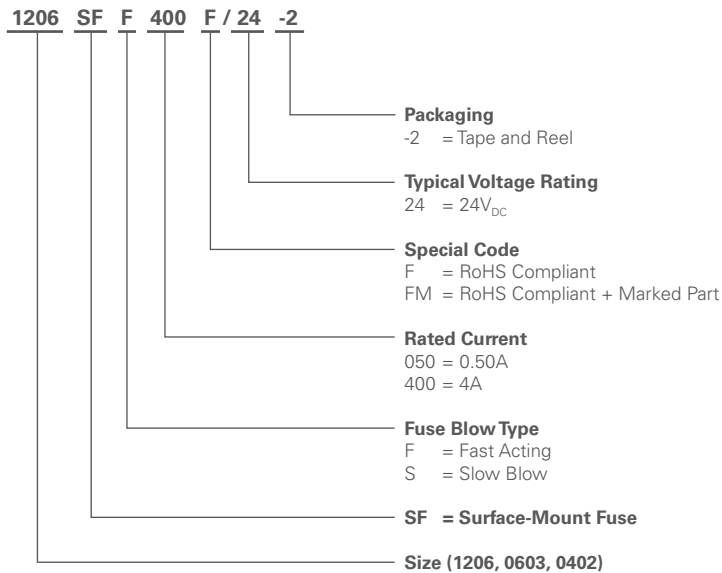 1206 SF F 400 F / 24 -2
Packaging
-2 = Tape and Reel
Typical Voltage Rating
24 = 24VDC
Special Code
F = RoHS Compliant
FM = RoHS Compliant + Marked Part
Rated Current
050 = 0.50A
400 = 4A
Fuse Blow Type
F = Fast Acting
S = Slow Blow
SF = Surface-Mount Fuse
Size (1206, 0603, 0402)